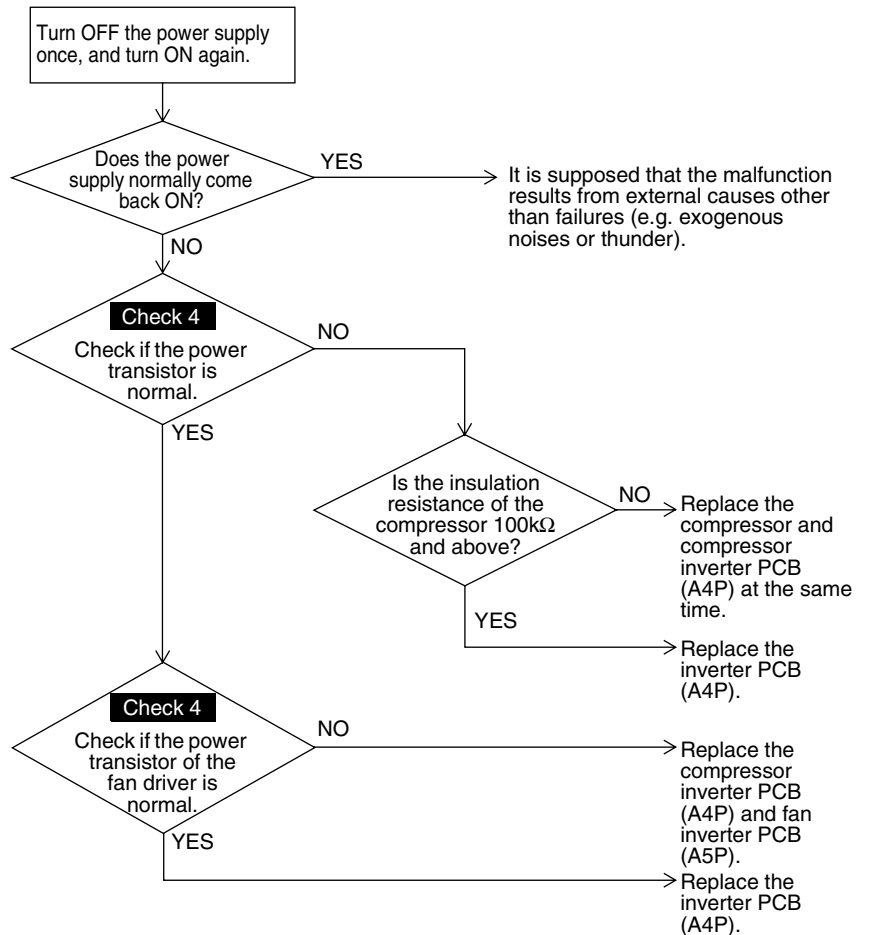 Turn OFF the power supply
once, and turn ON again.
Does the power
supply normally come
back ON?
YES
It is supposed that the malfunction
results from external causes other
than failures (e.g. exogenous
noises or thunder).
NO
Check 4
Check if the power
transistor is
normal.
NO
YES
Is the insulation
resistance of the
compressor 100kΩ
and above?
NO
Replace the
compressor and
compressor
inverter PCB
(A4P) at the same
time.
YES
Replace the
inverter PCB
(A4P).
Check 4
Check if the power
transistor of the
fan driver is
normal.
NO
Replace the
compressor
inverter PCB
(A4P) and fan
inverter PCB
(A5P).
YES
Replace the
inverter PCB
(A4P).